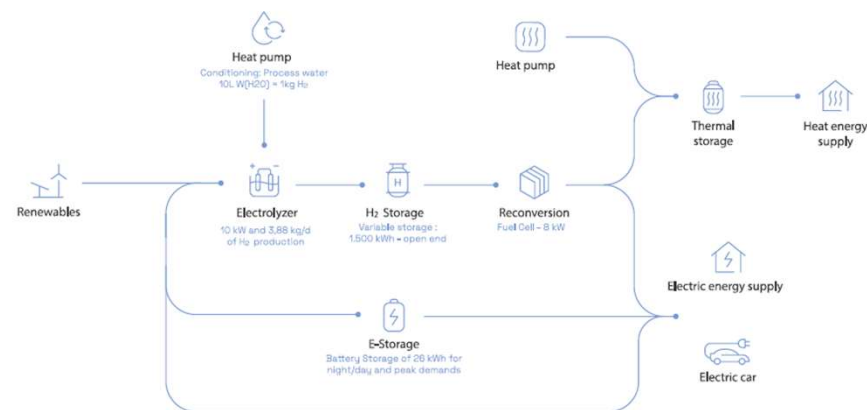 Heat pump
Conditioning: Process water
10L W[H2O] = 1kg H₂
Heat pump
Thermal
storage
Heat energy
supply
+ −
Renewables
Electrolyzer
10 kW and 3,88 kg/d
of H₂ production
H
H₂ Storage
Variable storage :
1.500 kWh - open end
Reconversion
Fuel Cell - 8 kW
Electric energy supply
E-Storage
Battery Storage of 26 kWh for
night/day and peak demands
Electric car